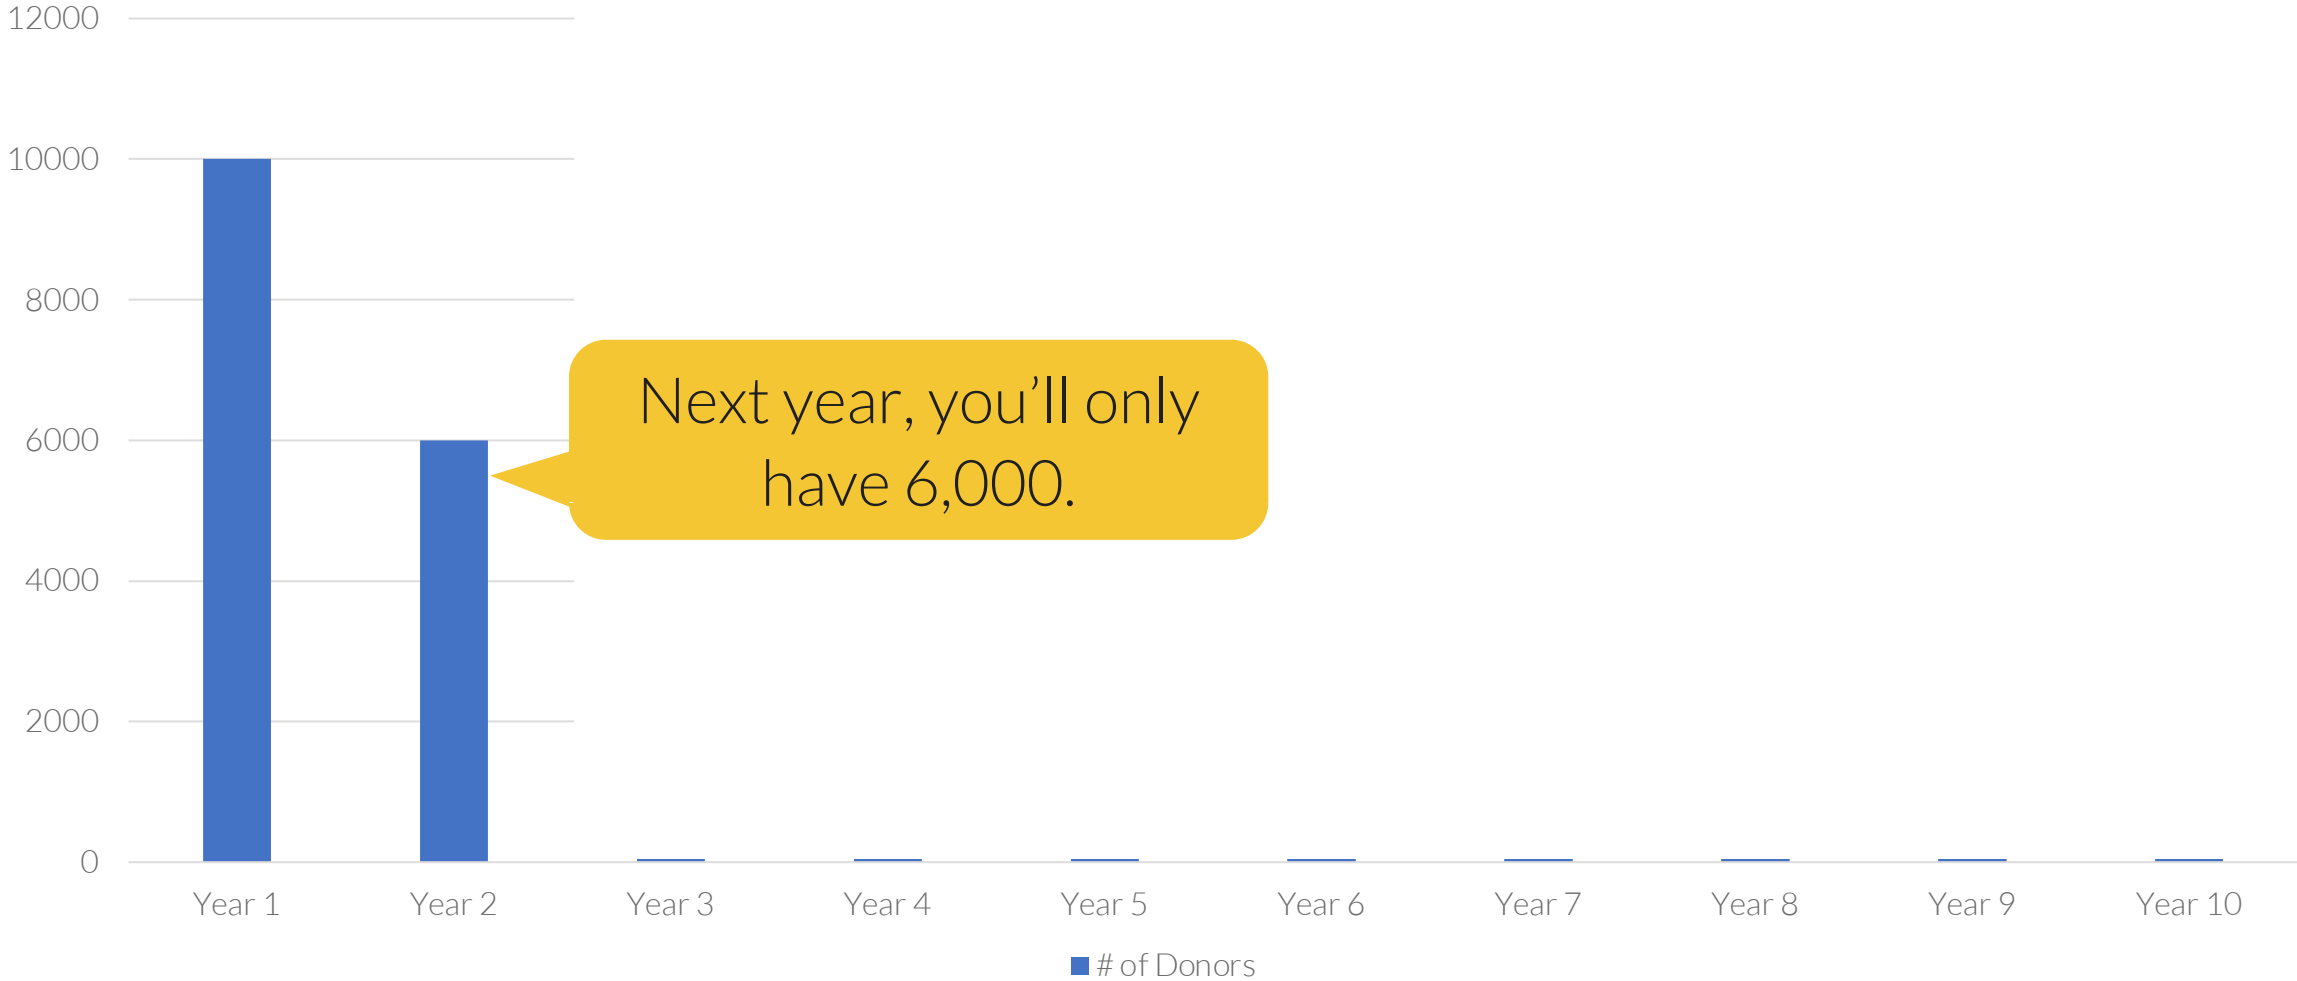 12000
10000
8000
6000
4000
2000
0
Next year, you’ll only
have 6,000.
Year 1
Year 2
Year 3
Year 4
Year 5
Year 6
Year 7
Year 8
Year 9
Year 10
# of Donors